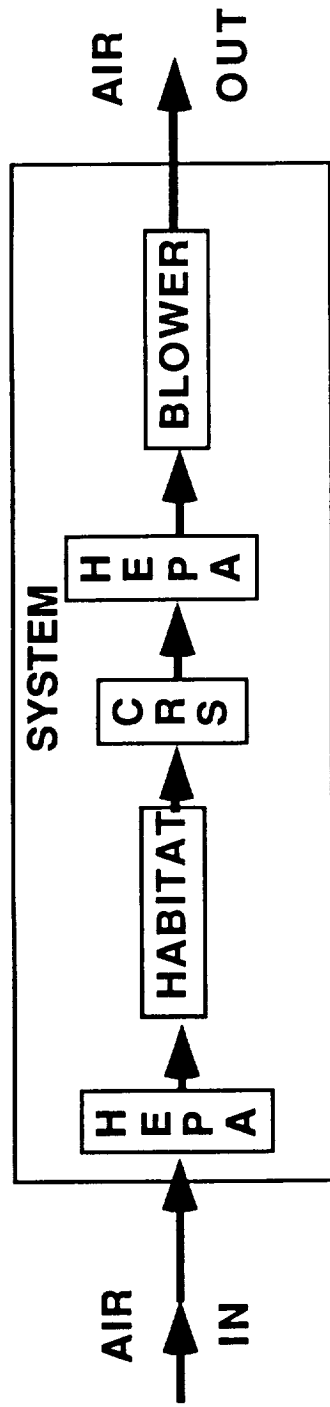 SYSTEM
AIR
IN
HEPA
HABITAT
CRS
HEPA
BLOWER
AIR
OUT